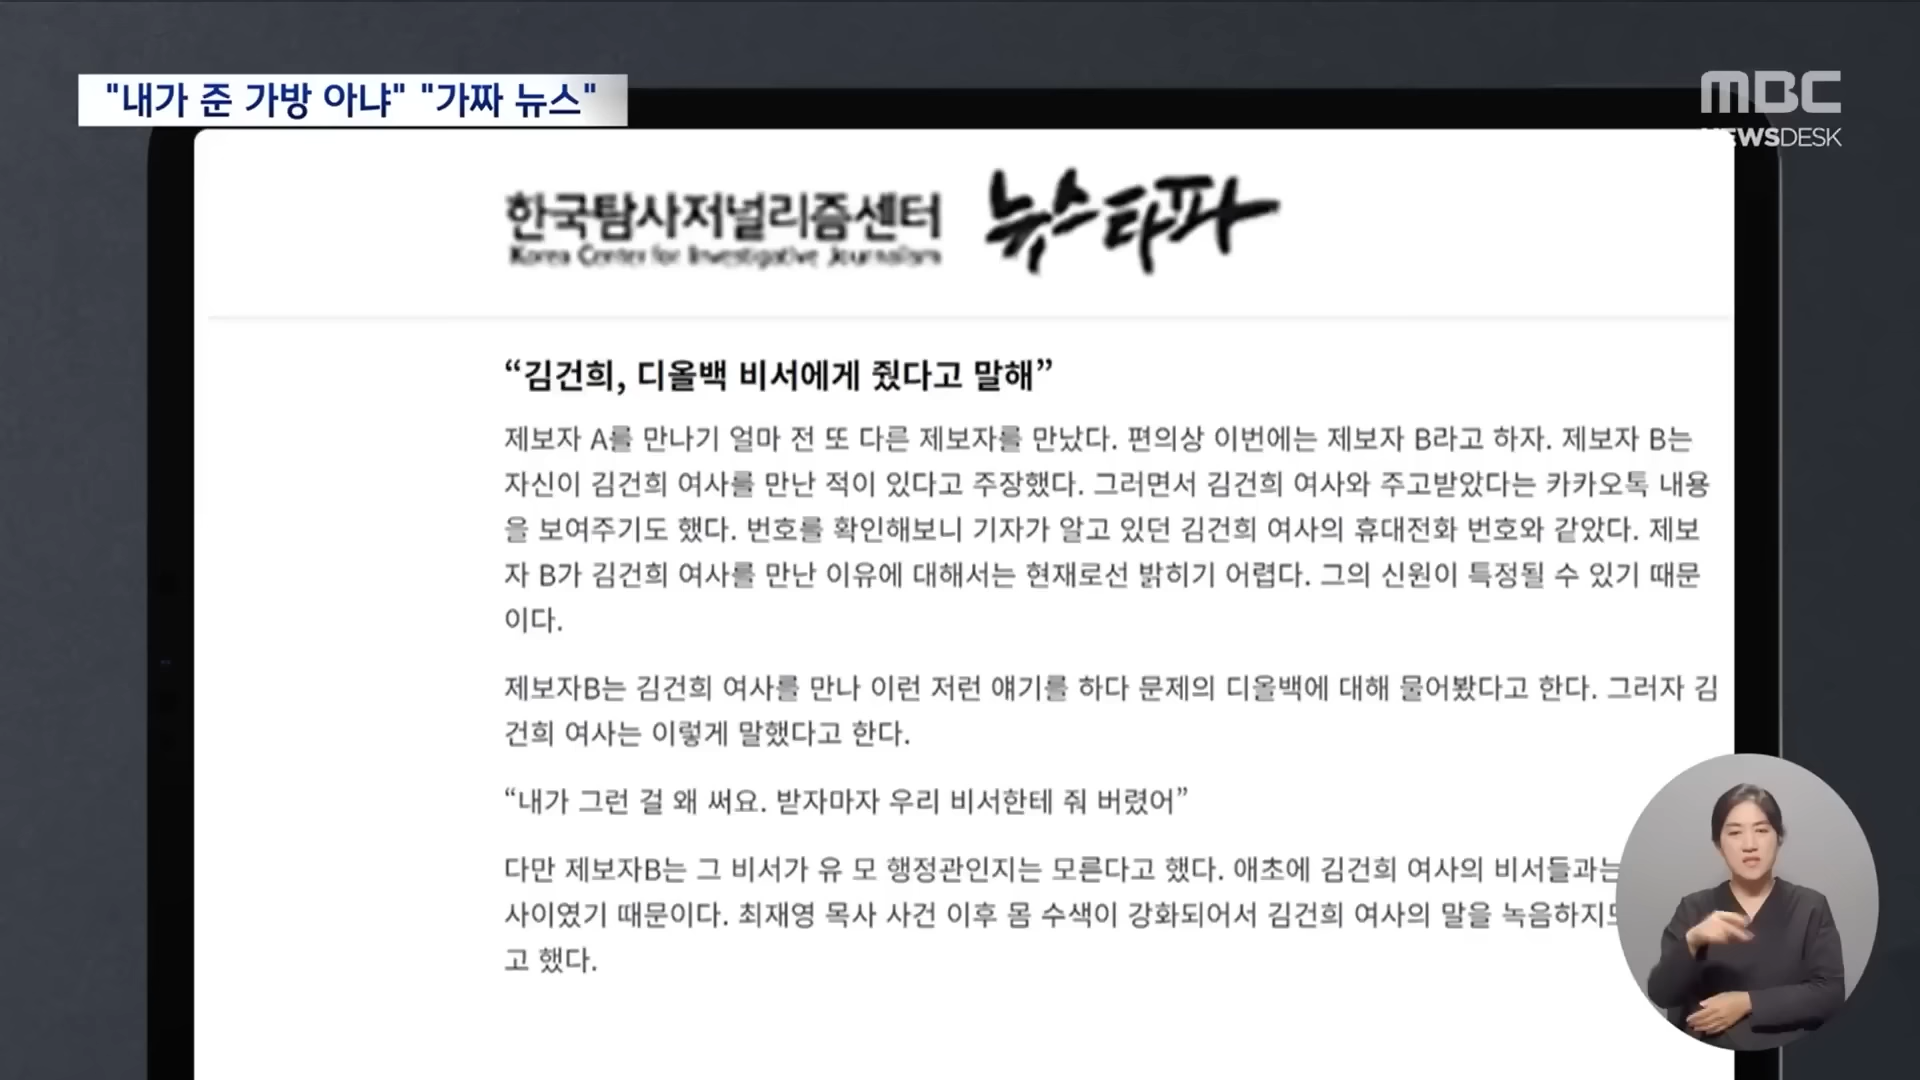 "내가 준 가방 아냐" "가짜 뉴스"
MBC
NEWSDESK
한국탐사저널리즘센터 뉴스타파
Korea Center for Investigative Journalism
“김건희, 디올백 비서에게 줬다고 말해”
제보자 A를 만나기 얼마 전 또 다른 제보자를 만났다. 편의상 이번에는 제보자 B라고 하자. 제보자 B는
자신이 김건희 여사를 만난 적이 있다고 주장했다. 그러면서 김건희 여사와 주고받았다는 카카오톡 내용
을 보여주기도 했다. 번호를 확인해보니 기자가 알고 있던 김건희 여사의 휴대전화 번호와 같았다. 제보
자 B가 김건희 여사를 만난 이유에 대해서는 현재로선 밝히기 어렵다. 그의 신원이 특정될 수 있기 때문
이다.
제보자B는 김건희 여사를 만나 이런 저런 얘기를 하다 문제의 디올백에 대해 물어봤다고 한다. 그러자 김
건희 여사는 이렇게 말했다고 한다.
“내가 그런 걸 왜 써요. 받자마자 우리 비서한테 줘 버렸어”
다만 제보자B는 그 비서가 유 모 행정관인지는 모른다고 했다. 애초에 김건희 여사의 비서들과는
사이였기 때문이다. 최재영 목사 사건 이후 몸 수색이 강화되어서 김건희 여사의 말을 녹음하지
고 했다.